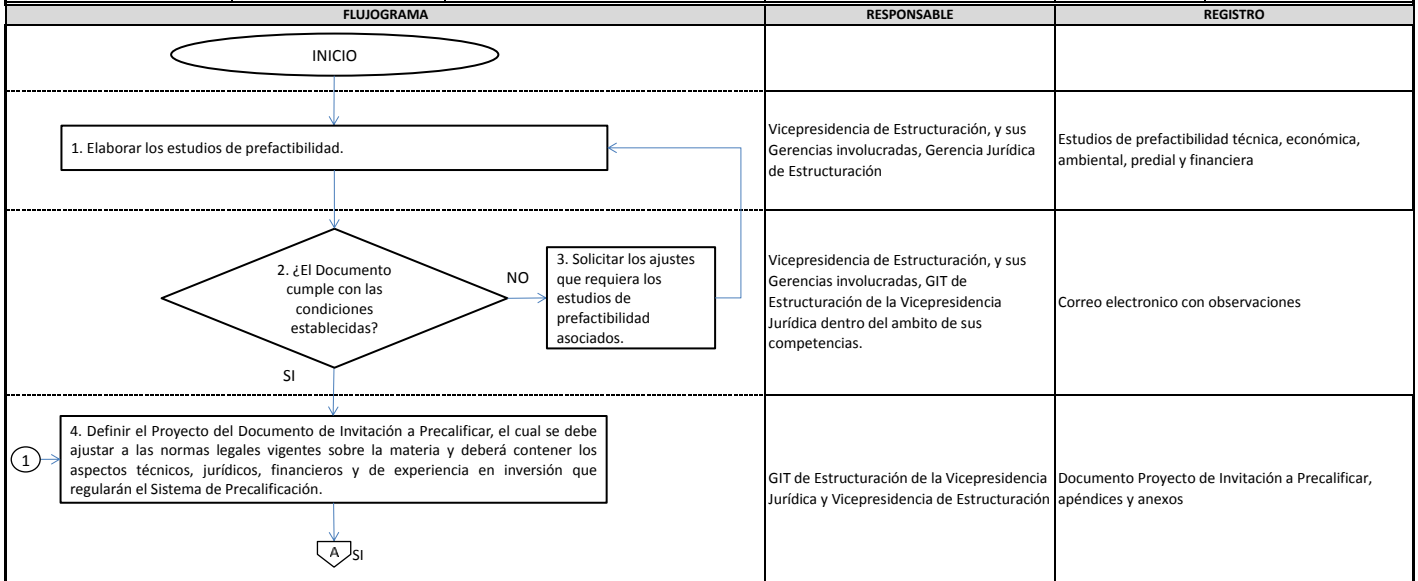 FLUJOGRAMA
RESPONSABLE
REGISTRO
INICIO
1. Elaborar los estudios de prefactibilidad.
Vicepresidencia de Estructuración, y sus
Gerencias involucradas, Gerencia Jurídica
de Estructuración
Estudios de prefactibilidad técnica, económica,
ambiental, predial y financiera
2. ¿El Documento
cumple con las
condiciones
establecidas?
NO
SI
3. Solicitar los ajustes
que requiera los
estudios de
prefactibilidad
asociados.
Vicepresidencia de Estructuración, y sus
Gerencias involucradas, GIT de
Estructuración de la Vicepresidencia
Jurídica dentro del ambito de sus
competencias.
Correo electronico con observaciones
1
4. Definir el Proyecto del Documento de Invitación a Precalificar, el cual se debe
ajustar a las normas legales vigentes sobre la materia y deberá contener los
aspectos técnicos, jurídicos, financieros y de experiencia en inversión que
regularán el Sistema de Precalificación.
GIT de Estructuración de la Vicepresidencia
Jurídica y Vicepresidencia de Estructuración
Documento Proyecto de Invitación a Precalificar,
apéndices y anexos
A
SI